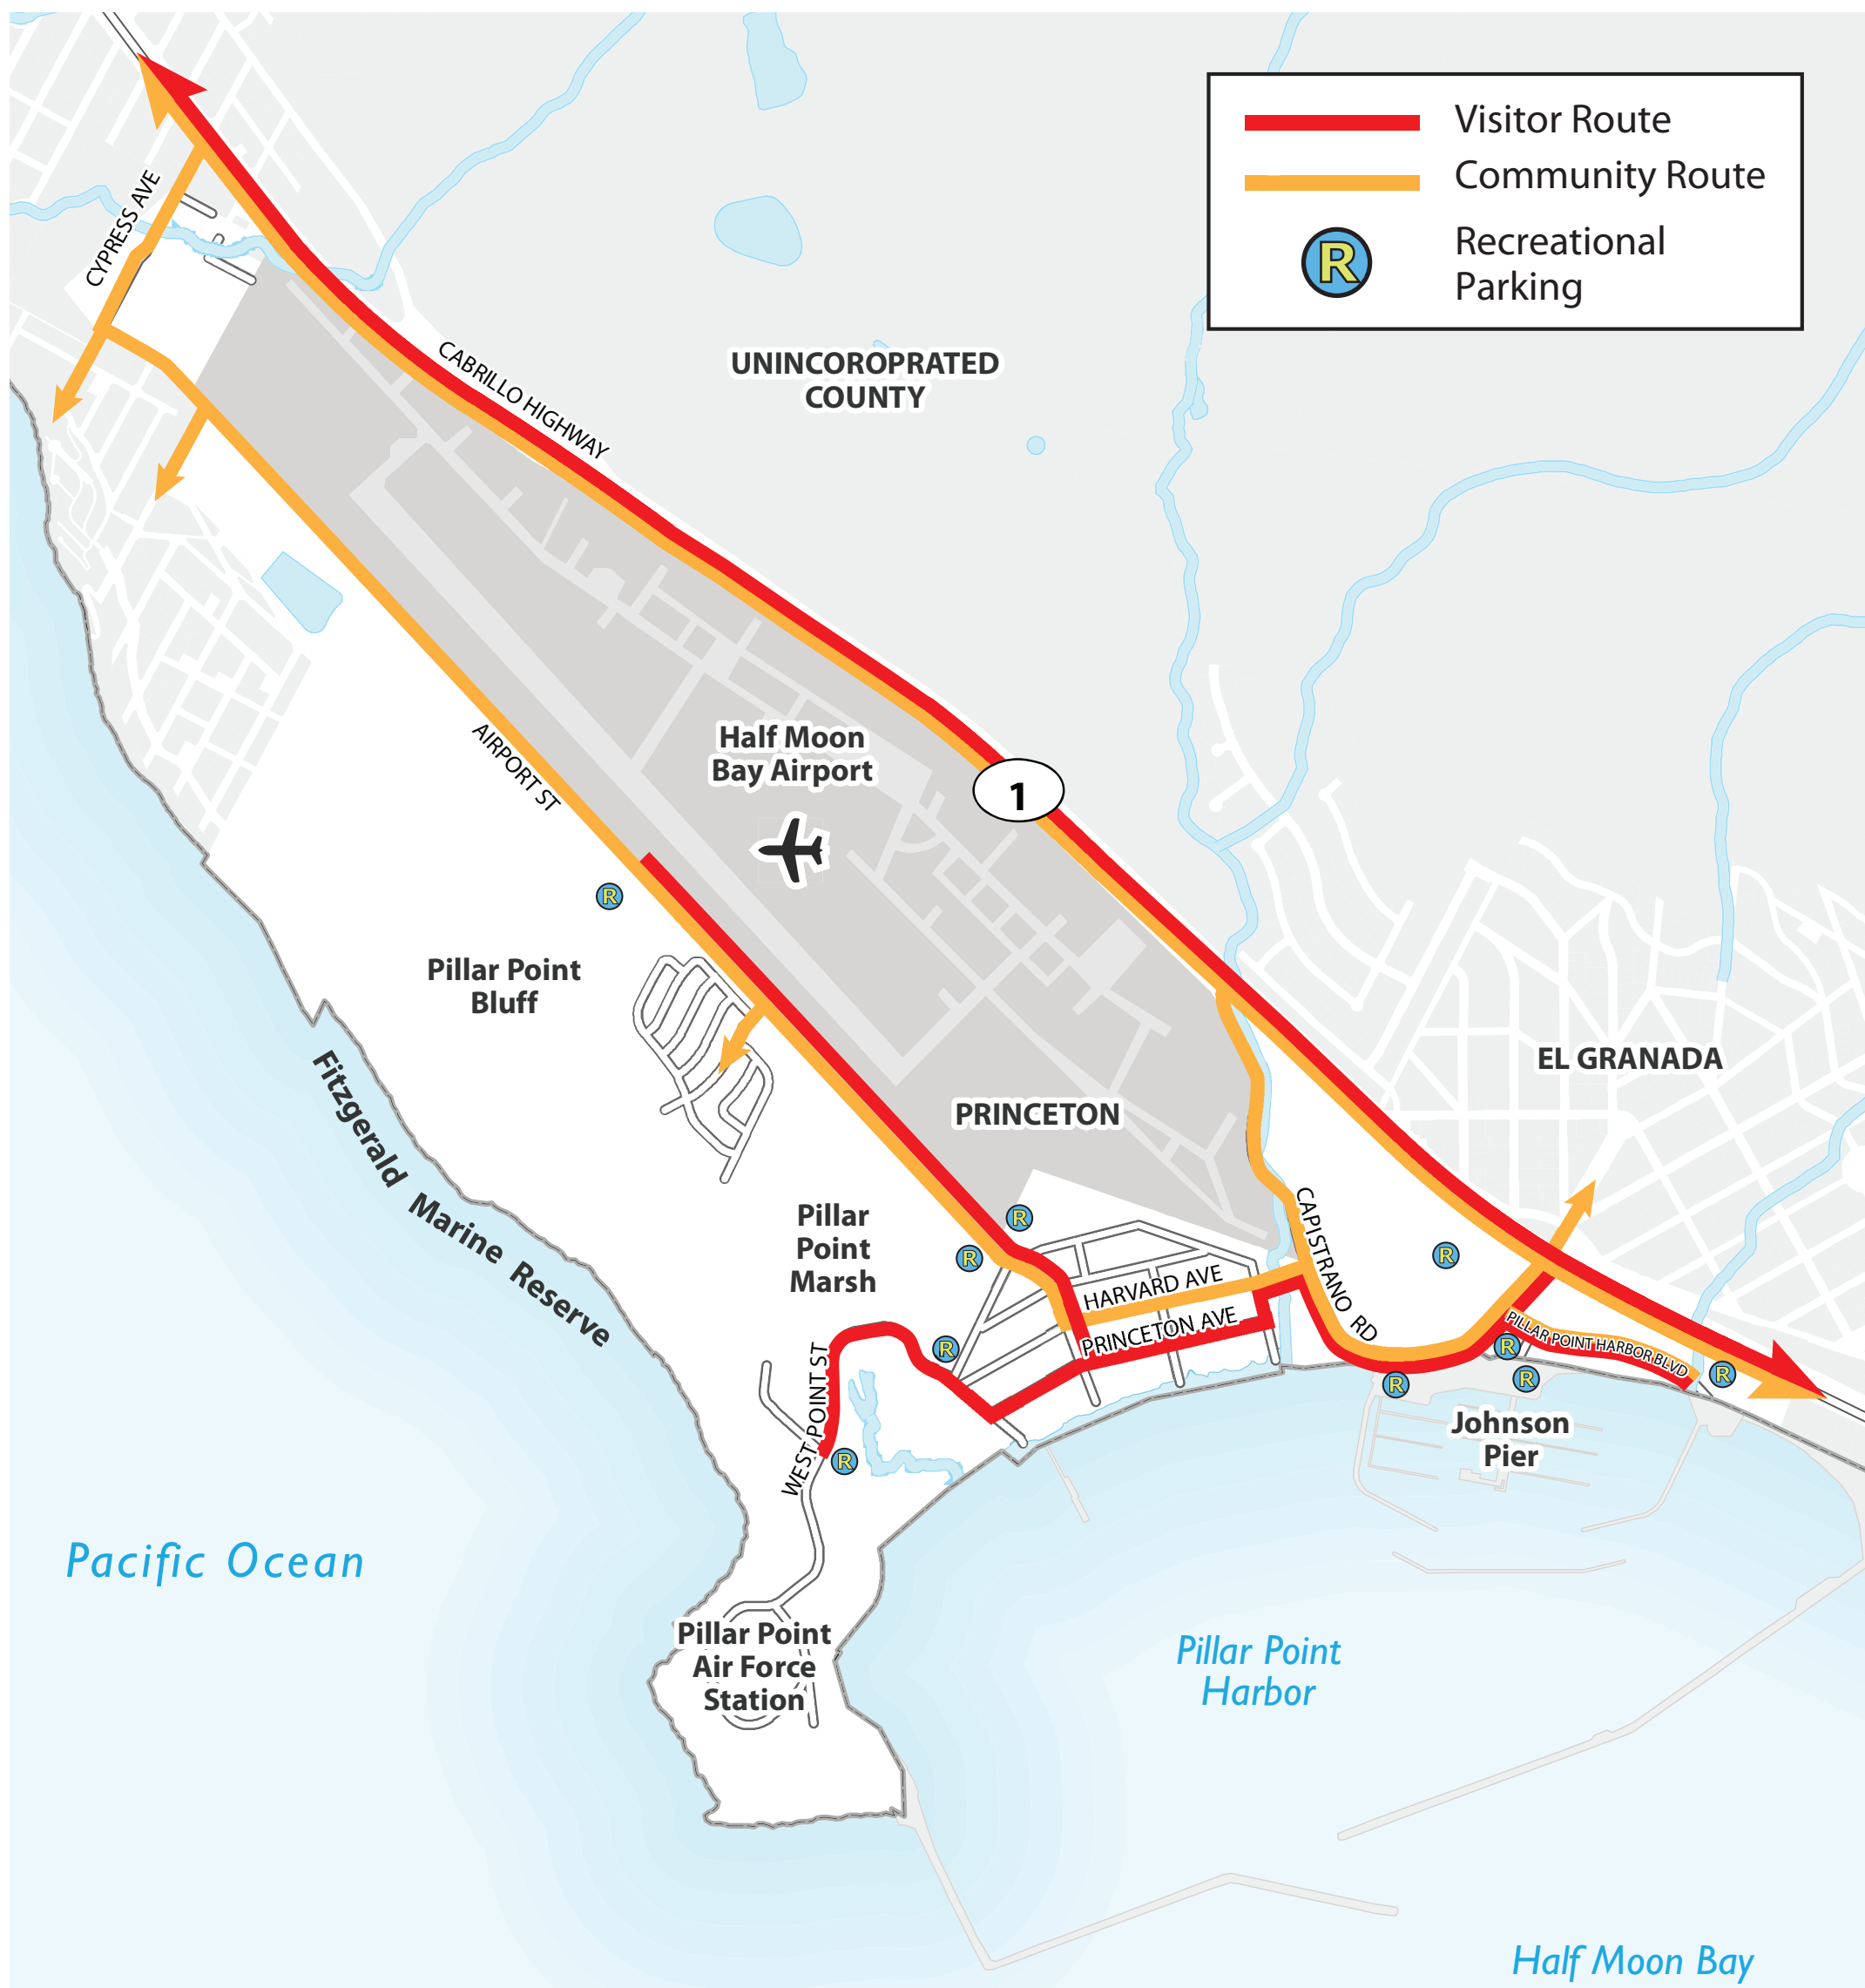 Visitor Route
Community Route
R
Recreational
Parking
CYPRESS AVE
CABRILLO HIGHWAY
UNINCOROPRATED
COUNTY
AIRPORT ST
Half Moon
Bay Airport
1
R
Pillar Point
Bluff
EL GRANADA
PRINCETON
Fitzgerald Marine Reserve
Pillar
Point
Marsh
R
R
R
CAPISTRANO RD
HARVARD AVE
PRINCETON AVE
PILLAR POINT HARBOR BLVD
R
R
R
R
R
WEST POINT ST
R
Johnson
Pier
Pacific Ocean
Pillar Point
Air Force
Station
Pillar Point
Harbor
Half Moon Bay